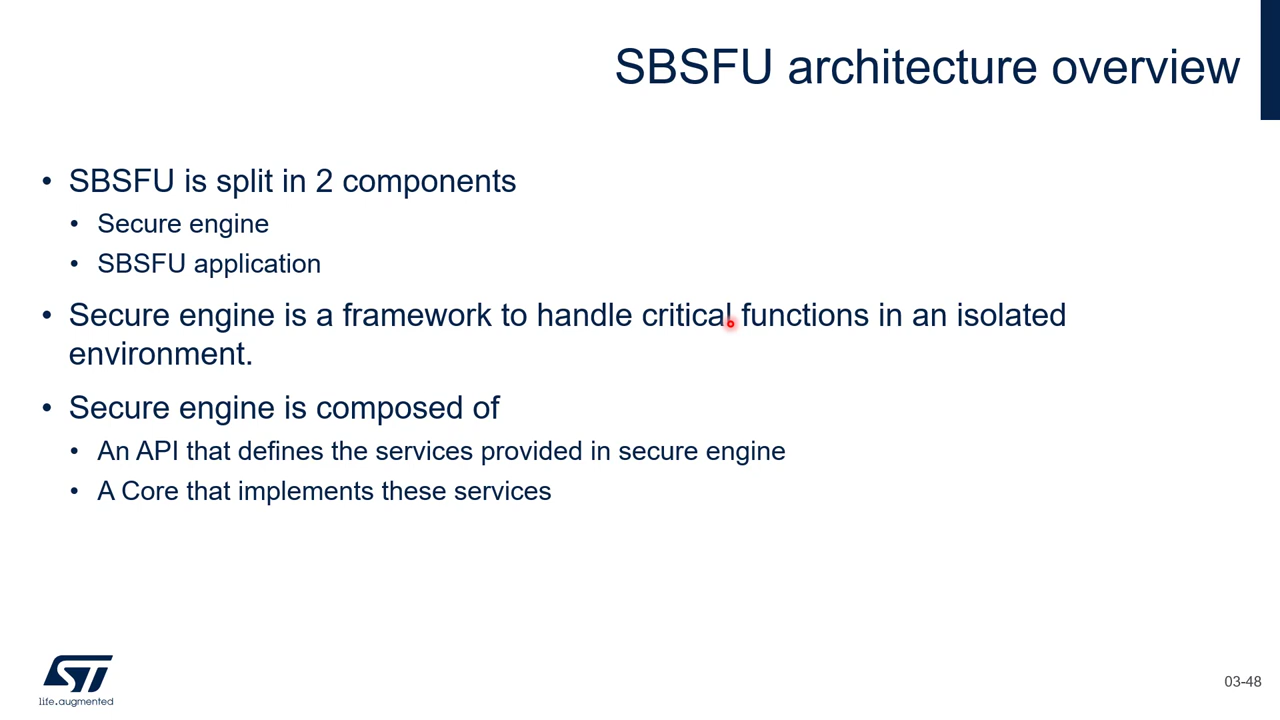 SBSFU architecture overview
• SBSFU is split in 2 components
• Secure engine
• SBSFU application
• Secure engine is a framework to handle critical functions in an isolated
environment.
• Secure engine is composed of
• An API that defines the services provided in secure engine
• A Core that implements these services
ST
life.augmented
03-48